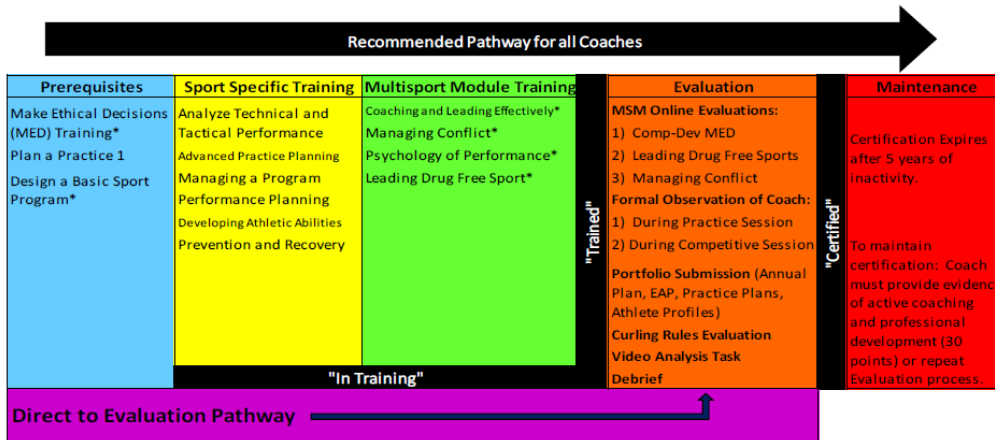 Recommended Pathway for all Coaches
Prerequisites
Make Ethical Decisions
(MED) Training*
Plan a Practice 1
Design a Basic Sport
Program*
Sport Specific Training
Analyze Technical and
Tactical Performance
Advanced Practice Planning
Managing a Program
Performance Planning
Developing Athletic Abilities
Prevention and Recovery
Multisport Module Training
Coaching and Leading Effectively*
Managing Conflict*
Psychology of Performance*
Leading Drug Free Sport*
"In Training"
"Trained"
Evaluation
MSM Online Evaluations:
1) Comp-Dev MED
2) Leading Drug Free Sports
3) Managing Conflict
Formal Observation of Coach:
1) During Practice Session
2) During Competitive Session
Portfolio Submission (Annual
Plan, EAP, Practice Plans,
Athlete Profiles)
Curling Rules Evaluation
Video Analysis Task
Debrief
"Certified"
Maintenance
Certification Expires
after 5 years of
inactivity.
To maintain
certification: Coach
must provide evidenc
of active coaching
and professional
development (30
points) or repeat
Evaluation process.
Direct to Evaluation Pathway